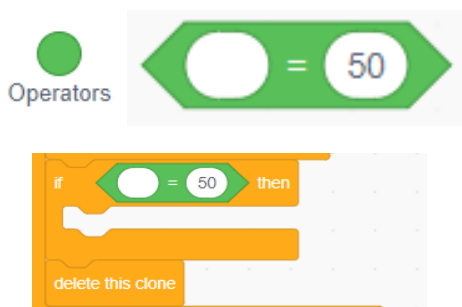 Operators
= 50
if = 50 then
delete this clone